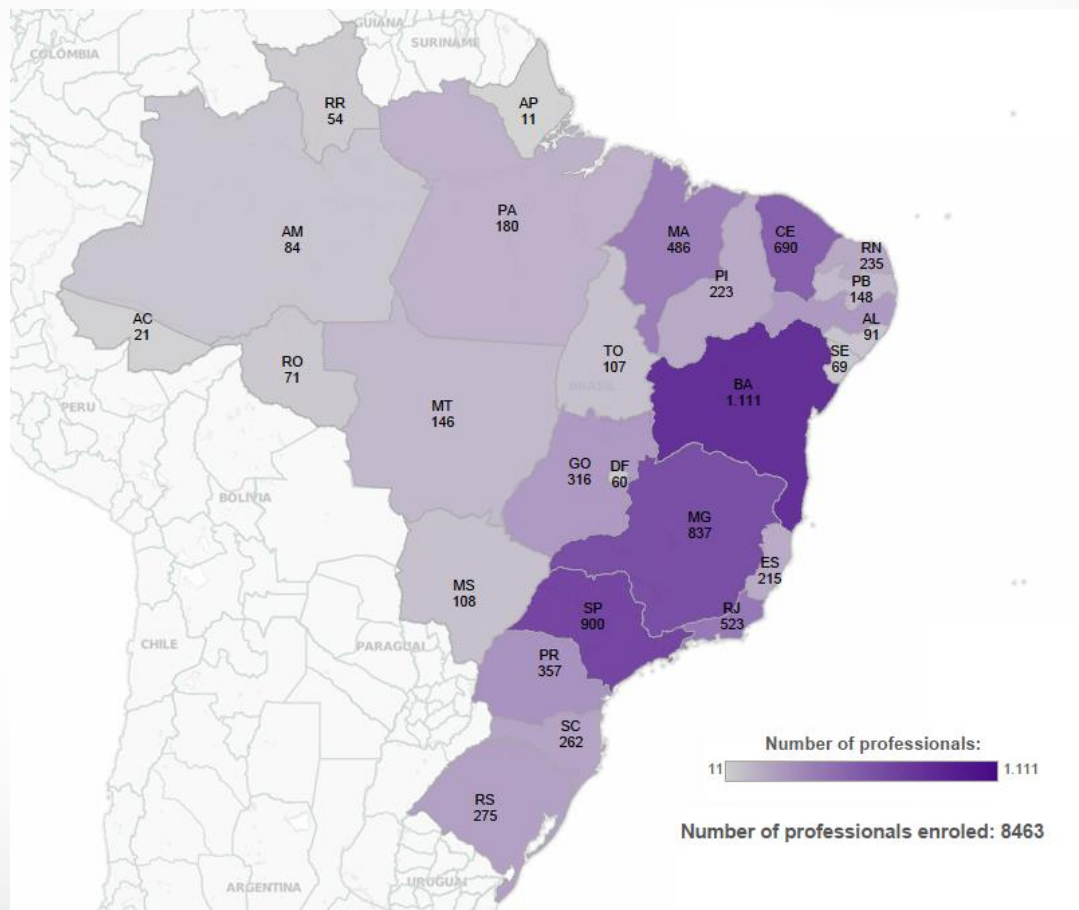 GUIANA
SURINAME
COLOMBIA
RR
54
AP
11
PA
180
AM
84
MA
486
CE
690
RN
235
PI
223
PB
148
AL
91
AC
21
SE
69
TO
107
RO
71
BRASIL
BA
1.111
PERU
MT
146
GO
316
DF
60
BOLIVIA
MG
837
ES
215
MS
108
SP
900
RJ
523
CHILE
PARAGUAI
PR
357
SC
262
Number of professionals:
11
1.111
RS
275
Number of professionals enroled: 8463
ARGENTINA
URUGUAI